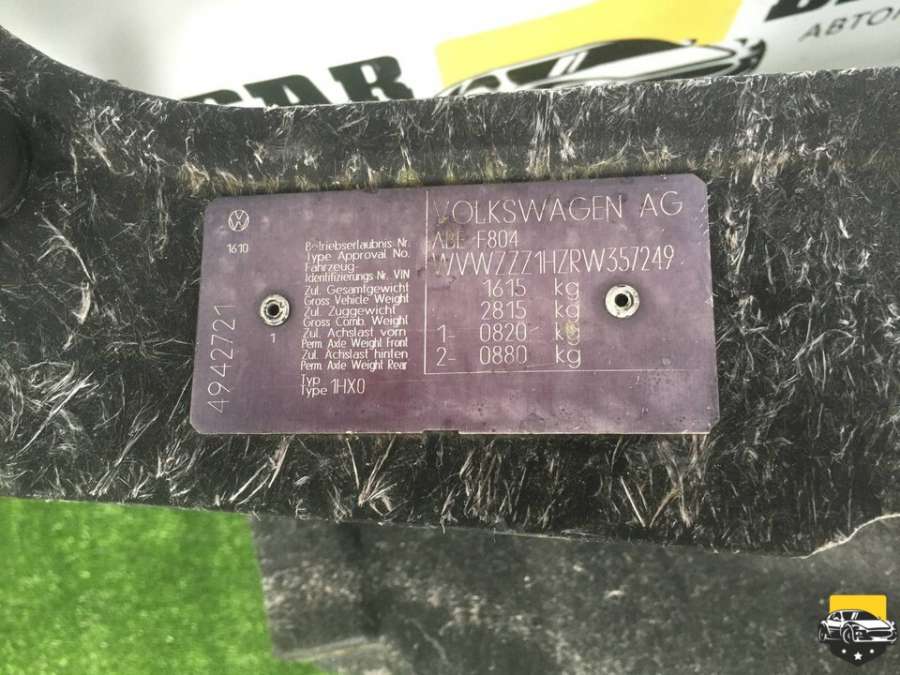 CAR
АВТО
1610
4942721
1
VOLKSWAGEN AG
Betriebserlaubnis Nr.
Type Approval No.
ABE F804
Fahrzeug-
Identifizierungs-Nr. VIN
WVWZZZ1HZRW357249
Zul. Gesamtgewicht
Gross Vehicle Weight
1615 kg
Zul. Zuggewicht
Gross Comb. Weight
2815 kg
Zul. Achslast vorn
Perm. Axle Weight Front
1- 0820 kg
Zul. Achslast hinten
Perm. Axle Weight Rear
2- 0880 kg
Typ
Type 1HX0